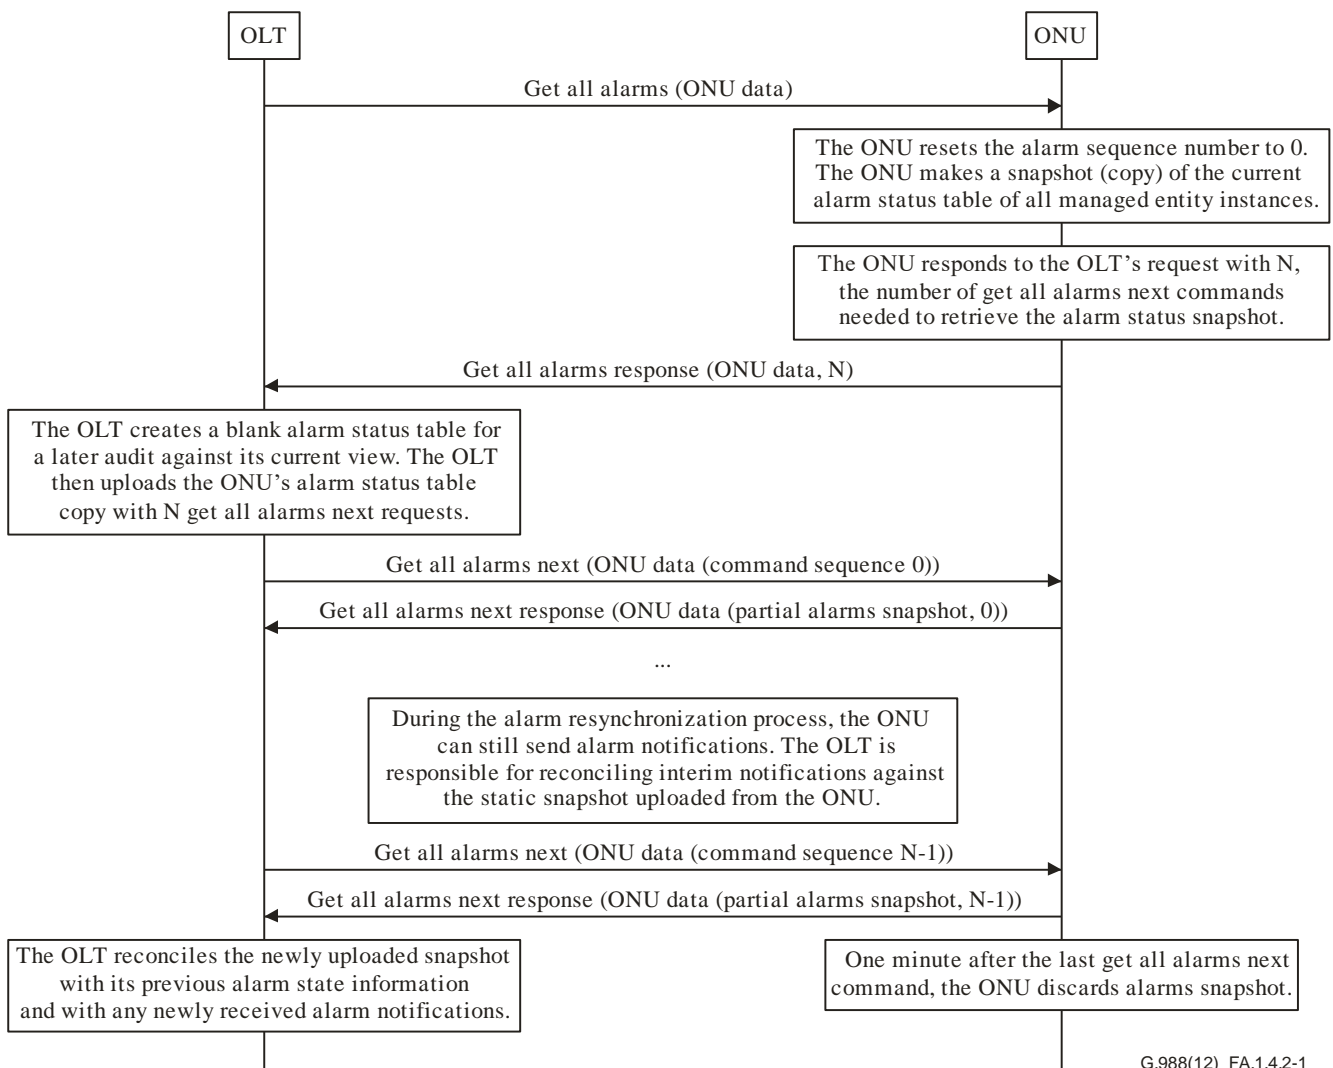 OLT
ONU
Get all alarms (ONU data)
The ONU resets the alarm sequence number to 0.
The ONU makes a snapshot (copy) of the current
alarm status table of all managed entity instances.
The ONU responds to the OLT’s request with N,
the number of get all alarms next commands
needed to retrieve the alarm status snapshot.
Get all alarms response (ONU data, N)
The OLT creates a blank alarm status table for
a later audit against its current view. The OLT
then uploads the ONU’s alarm status table
copy with N get all alarms next requests.
Get all alarms next (ONU data (command sequence 0))
Get all alarms next response (ONU data (partial alarms snapshot, 0))
...
During the alarm resynchronization process, the ONU
can still send alarm notifications. The OLT is
responsible for reconciling interim notifications against
the static snapshot uploaded from the ONU.
Get all alarms next (ONU data (command sequence N-1))
Get all alarms next response (ONU data (partial alarms snapshot, N-1))
The OLT reconciles the newly uploaded snapshot
with its previous alarm state information
and with any newly received alarm notifications.
One minute after the last get all alarms next
command, the ONU discards alarms snapshot.
G.988(12)_FA.1.4.2-1